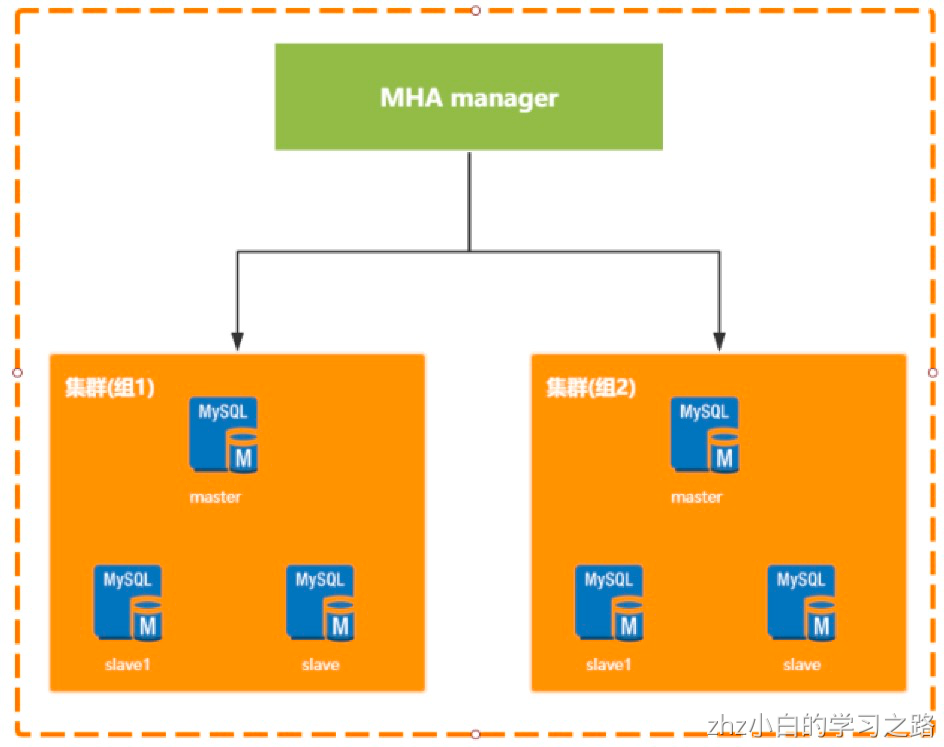 MHA manager
集群(组1)
MySQL
M
master
MySQL
M
slave1
MySQL
M
slave
集群(组2)
MySQL
M
master
MySQL
M
slave1
MySQL
M
slave
zhz小白的学习之路